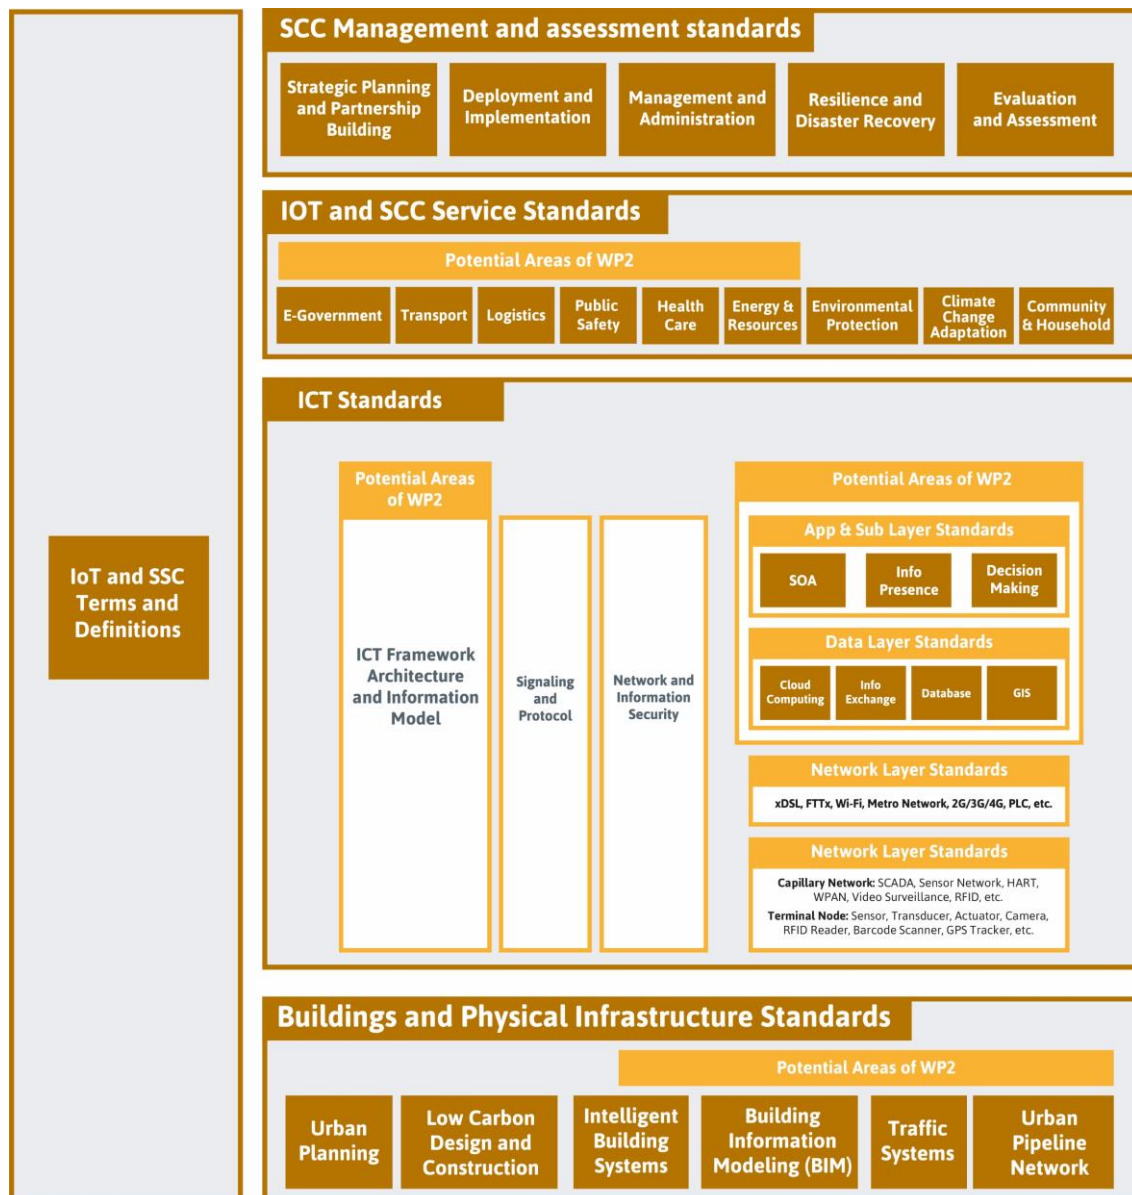 IoT and SSC
Terms and
Definitions
SCC Management and assessment standards
Strategic Planning
and Partnership
Building
Deployment and
Implementation
Management and
Administration
Resilience and
Disaster Recovery
Evaluation
and Assessment
IOT and SCC Service Standards
Potential Areas of WP2
E-Government
Transport
Logistics
Public
Safety
Health
Care
Energy &
Resources
Environmental
Protection
Climate
Change
Adaptation
Community
& Household
ICT Standards
Potential Areas
of WP2
ICT Framework
Architecture
and Information
Model
Signaling
and
Protocol
Network and
Information
Security
Potential Areas of WP2
App & Sub Layer Standards
SOA
Info
Presence
Decision
Making
Data Layer Standards
Cloud
Computing
Info
Exchange
Database
GIS
Network Layer Standards
xDSL, FTTx, Wi-Fi, Metro Network, 2G/3G/4G, PLC, etc.
Network Layer Standards
Capillary Network: SCADA, Sensor Network, HART,
WPAN, Video Surveillance, RFID, etc.
Terminal Node: Sensor, Transducer, Actuator, Camera,
RFID Reader, Barcode Scanner, GPS Tracker, etc.
Buildings and Physical Infrastructure Standards
Potential Areas of WP2
Urban
Planning
Low Carbon
Design and
Construction
Intelligent
Building
Systems
Building
Information
Modeling (BIM)
Traffic
Systems
Urban
Pipeline
Network